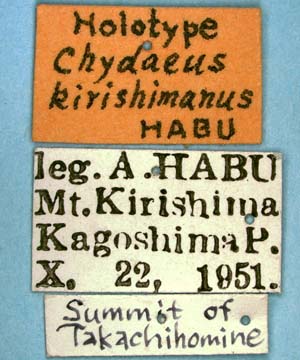 Holotype
Chydaeus
kirishimanus
HABU
leg. A. HABU
Mt. Kirishima
Kagoshima P.
X, 22, 1951.
Summit of
Takachihomine